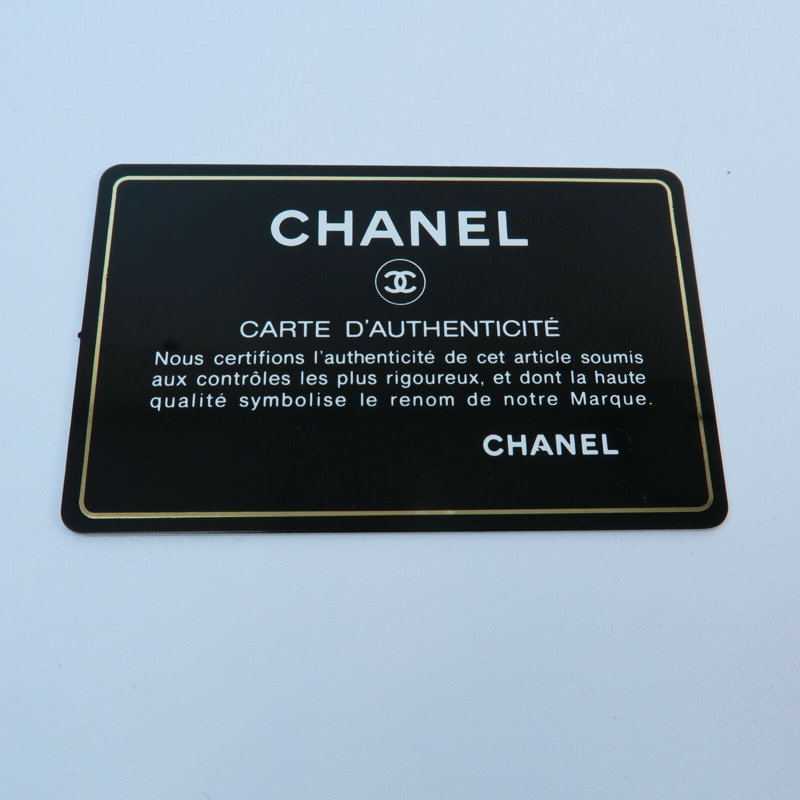 CHANEL
CARTE D'AUTHENTICITÉ
Nous certifions l'authenticité de cet article soumis
aux contrôles les plus rigoureux, et dont la haute
qualité symbolise le renom de notre Marque.
CHANEL